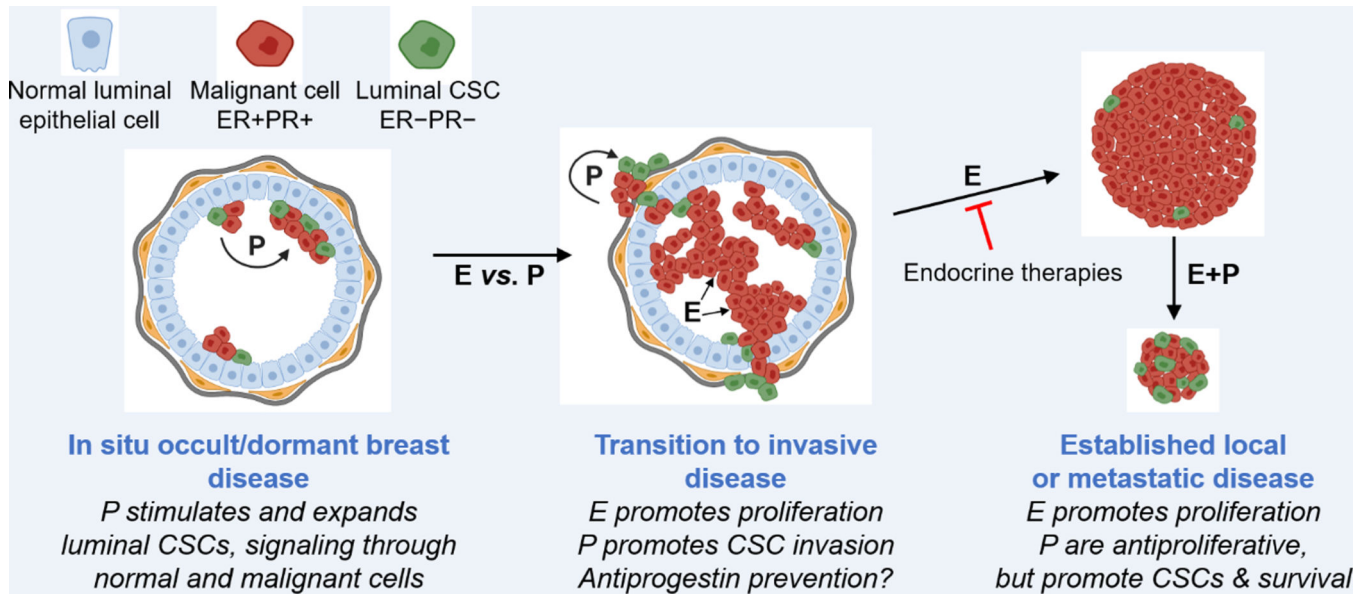 Normal luminal
epithelial cell
Malignant cell
ER+PR+
Luminal CSC
ER−PR−
P
E vs. P
P
E
E
Endocrine therapies
E+P
In situ occult/dormant breast
disease
P stimulates and expands
luminal CSCs, signaling through
normal and malignant cells
Transition to invasive
disease
E promotes proliferation
P promotes CSC invasion
Antiprogestin prevention?
Established local
or metastatic disease
E promotes proliferation
P are antiproliferative,
but promote CSCs & survival